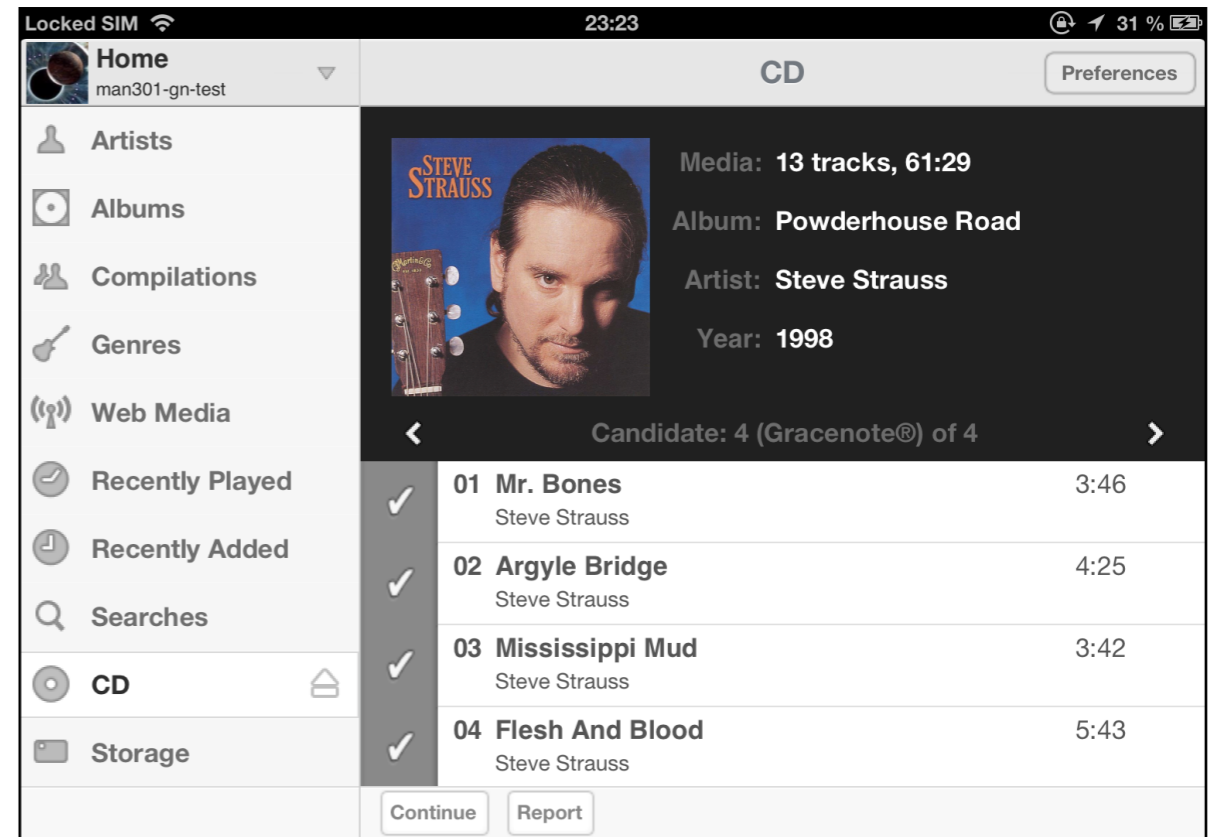 Locked SIM 23:23 31 %
Home
man301-gn-test
CD
Preferences
Artists
Albums
Compilations
Genres
Web Media
Recently Played
Recently Added
Searches
CD
Storage
STEVE
STRAUSS
Martin & Co
Media: 13 tracks, 61:29
Album: Powderhouse Road
Artist: Steve Strauss
Year: 1998
Candidate: 4 (Gracenote®) of 4
01 Mr. Bones 3:46
Steve Strauss
02 Argyle Bridge 4:25
Steve Strauss
03 Mississippi Mud 3:42
Steve Strauss
04 Flesh And Blood 5:43
Steve Strauss
Continue Report